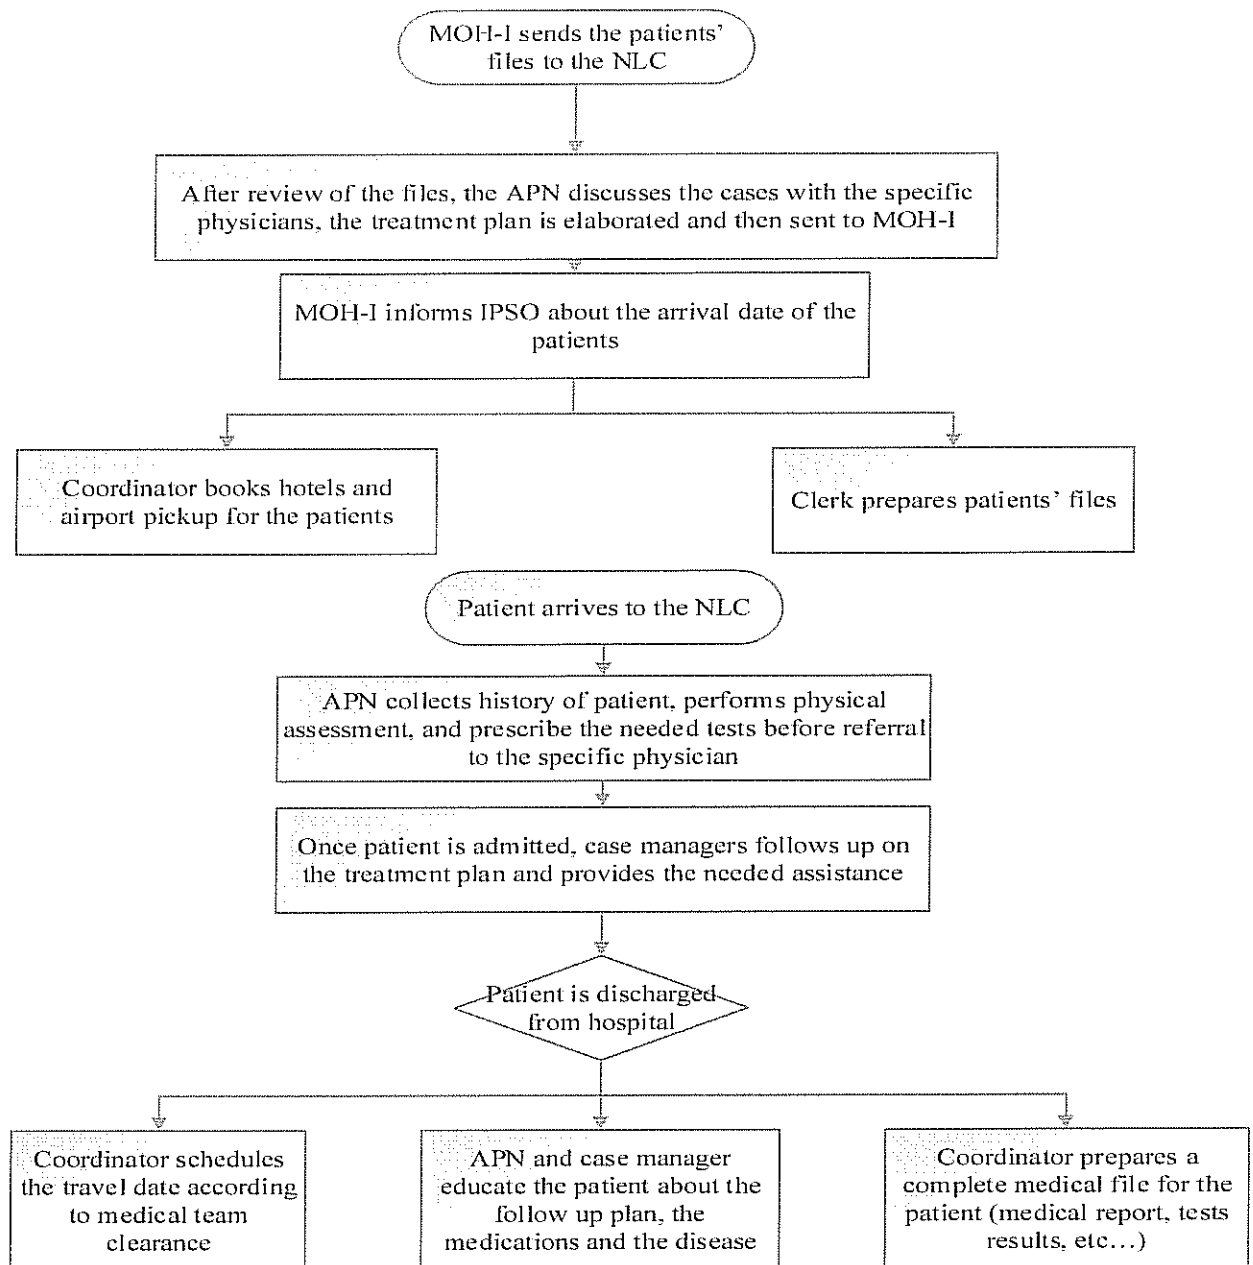 MOH-I sends the patients'
files to the NLC
After review of the files, the APN discusses the cases with the specific
physicians, the treatment plan is elaborated and then sent to MOH-I
MOH-I informs IPSO about the arrival date of the
patients
Coordinator books hotels and
airport pickup for the patients
Clerk prepares patients' files
Patient arrives to the NLC
APN collects history of patient, performs physical
assessment, and prescribe the needed tests before referral
to the specific physician
Once patient is admitted, case managers follows up on
the treatment plan and provides the needed assistance
Patient is discharged
from hospital
Coordinator schedules
the travel date according
to medical team
clearance
APN and case manager
educate the patient about the
follow up plan, the
medications and the disease
Coordinator prepares a
complete medical file for the
patient (medical report, tests
results, etc...)